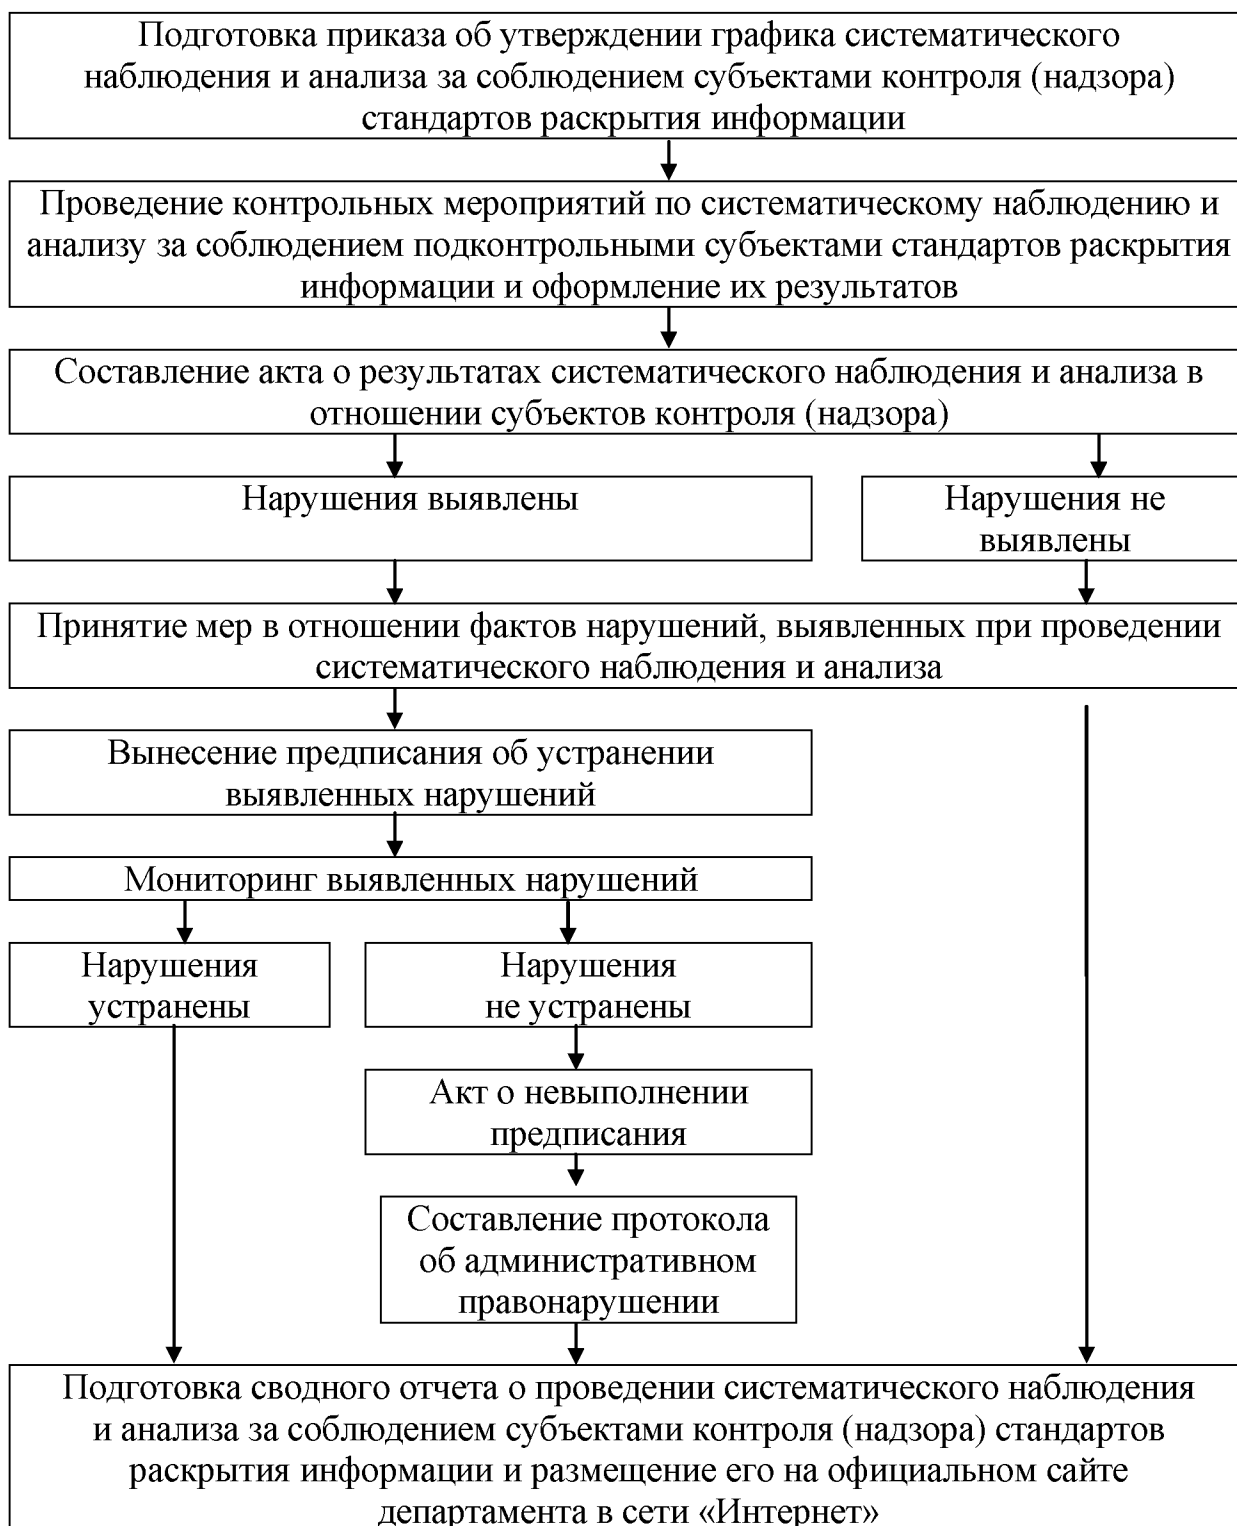 Подготовка приказа об утверждении графика систематического
наблюдения и анализа за соблюдением субъектами контроля (надзора)
стандартов раскрытия информации
Проведение контрольных мероприятий по систематическому наблюдению и
анализу за соблюдением подконтрольными субъектами стандартов раскрытия
информации и оформление их результатов
Составление акта о результатах систематического наблюдения и анализа в
отношении субъектов контроля (надзора)
Нарушения выявлены
Нарушения не
выявлены
Принятие мер в отношении фактов нарушений, выявленных при проведении
систематического наблюдения и анализа
Вынесение предписания об устранении
выявленных нарушений
Мониторинг выявленных нарушений
Нарушения
устранены
Нарушения
не устранены
Акт о невыполнении
предписания
Составление протокола
об административном
правонарушении
Подготовка сводного отчета о проведении систематического наблюдения
и анализа за соблюдением субъектами контроля (надзора) стандартов
раскрытия информации и размещение его на официальном сайте
департамента в сети «Интернет»